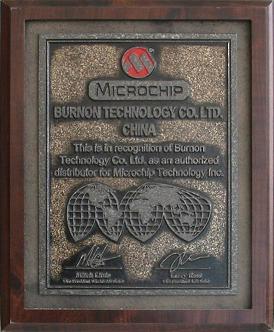 MICROCHIP
BURNON TECHNOLOGY CO. LTD.
CHINA
This is in recognition of Burnon
Technology Co. Ltd. as an authorized
distributor for Microchip Technology Inc.